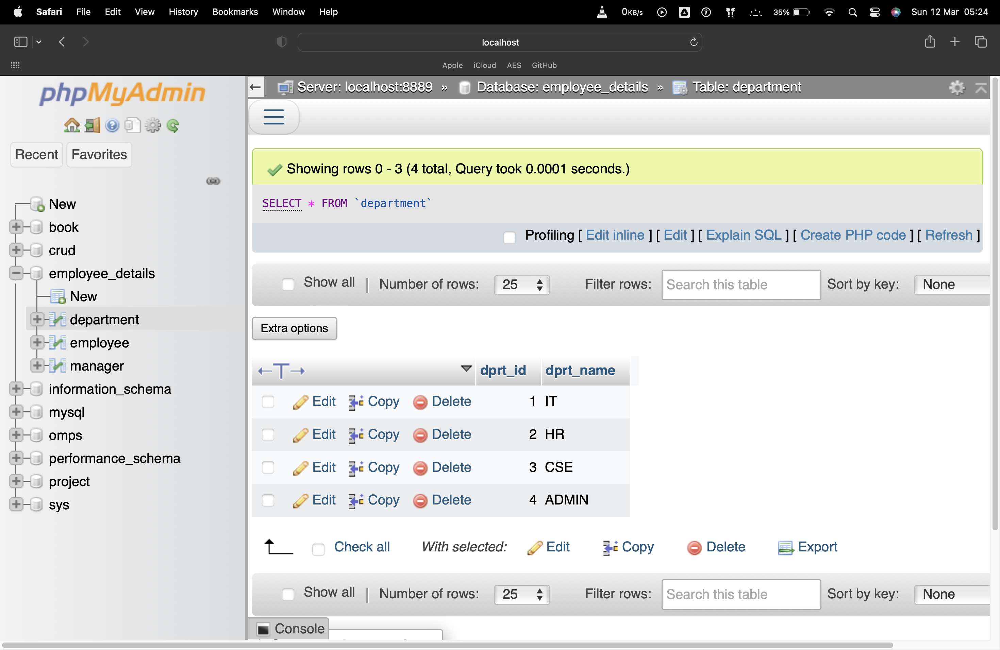 Safari File Edit View History Bookmarks Window Help 0KB/s 35% Sun 12 Mar 05:24
localhost
Apple iCloud AES GitHub
phpMyAdmin
Recent Favorites
New
book
crud
employee_details
New
department
employee
manager
information_schema
mysql
omps
performance_schema
project
sys
Server: localhost:8889 » Database: employee_details » Table: department
Showing rows 0 - 3 (4 total, Query took 0.0001 seconds.)
SELECT * FROM `department`
Profiling [ Edit inline ] [ Edit ] [ Explain SQL ] [ Create PHP code ] [ Refresh ]
Show all | Number of rows: 25 Filter rows: Search this table Sort by key: None
Extra options
←T→ dprt_id dprt_name
Edit Copy Delete 1 IT
Edit Copy Delete 2 HR
Edit Copy Delete 3 CSE
Edit Copy Delete 4 ADMIN
Check all With selected: Edit Copy Delete Export
Show all | Number of rows: 25 Filter rows: Search this table Sort by key: None
Console